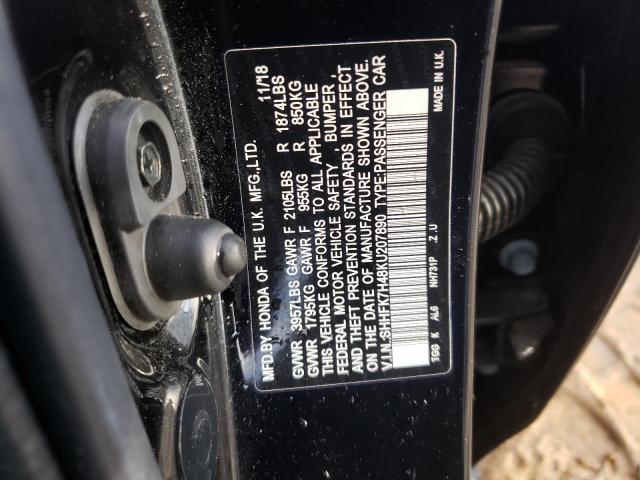 MFD.BY HONDA OF THE U.K. MFG.,LTD. 11/18
GVWR 3957LBS GAWR F 2105LBS R 1874LBS
GVWR 1795KG GAWR F 955KG R 850KG
THIS VEHICLE CONFORMS TO ALL APPLICABLE
FEDERAL MOTOR VEHICLE SAFETY, BUMPER,
AND THEFT PREVENTION STANDARDS IN EFFECT
ON THE DATE OF MANUFACTURE SHOWN ABOVE.
V.I.N.:SHHFK7H48KU207890 TYPE:PASSENGER CAR
TGG K AL6 NH731P Z.U MADE IN U.K.